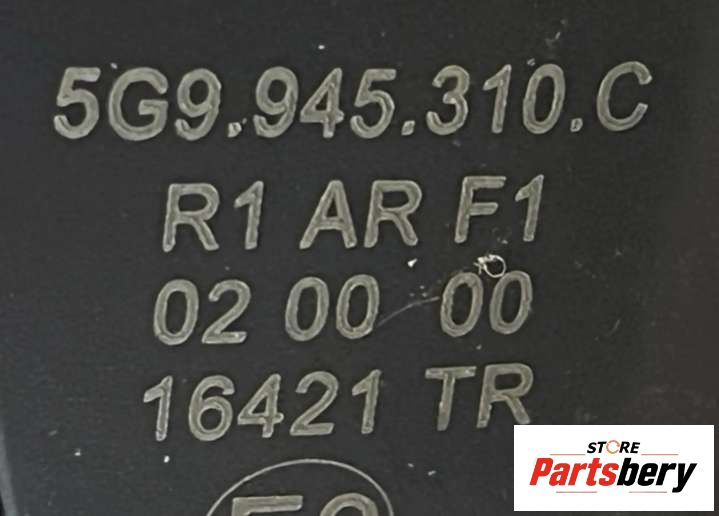 5G9.945.310.C
R1 AR F1
02 00 00
16421 TR
STORE
Partsbery